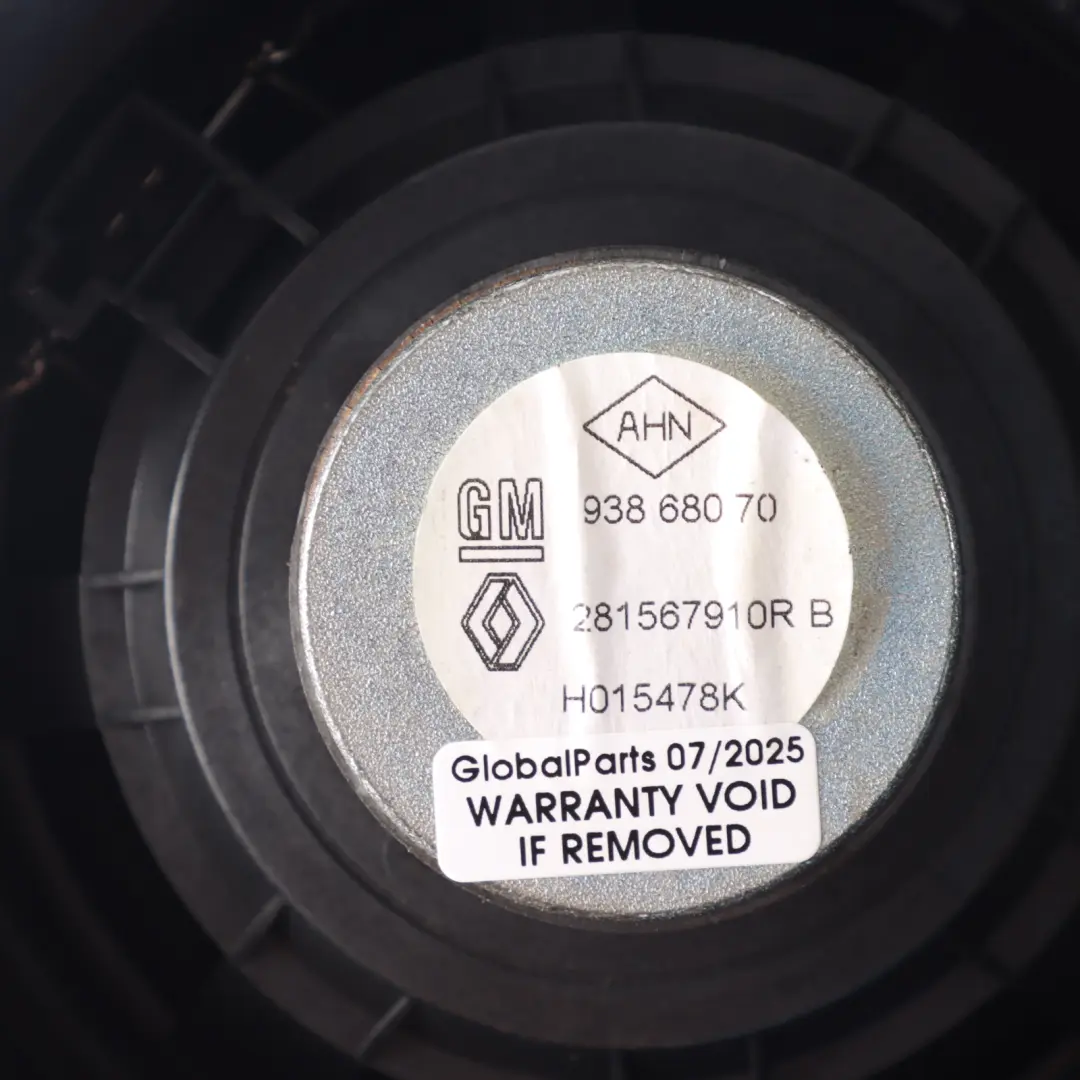 AHN
GM 938 680 70
281567910R B
H015478K
GlobalParts 07/2025
WARRANTY VOID
IF REMOVED